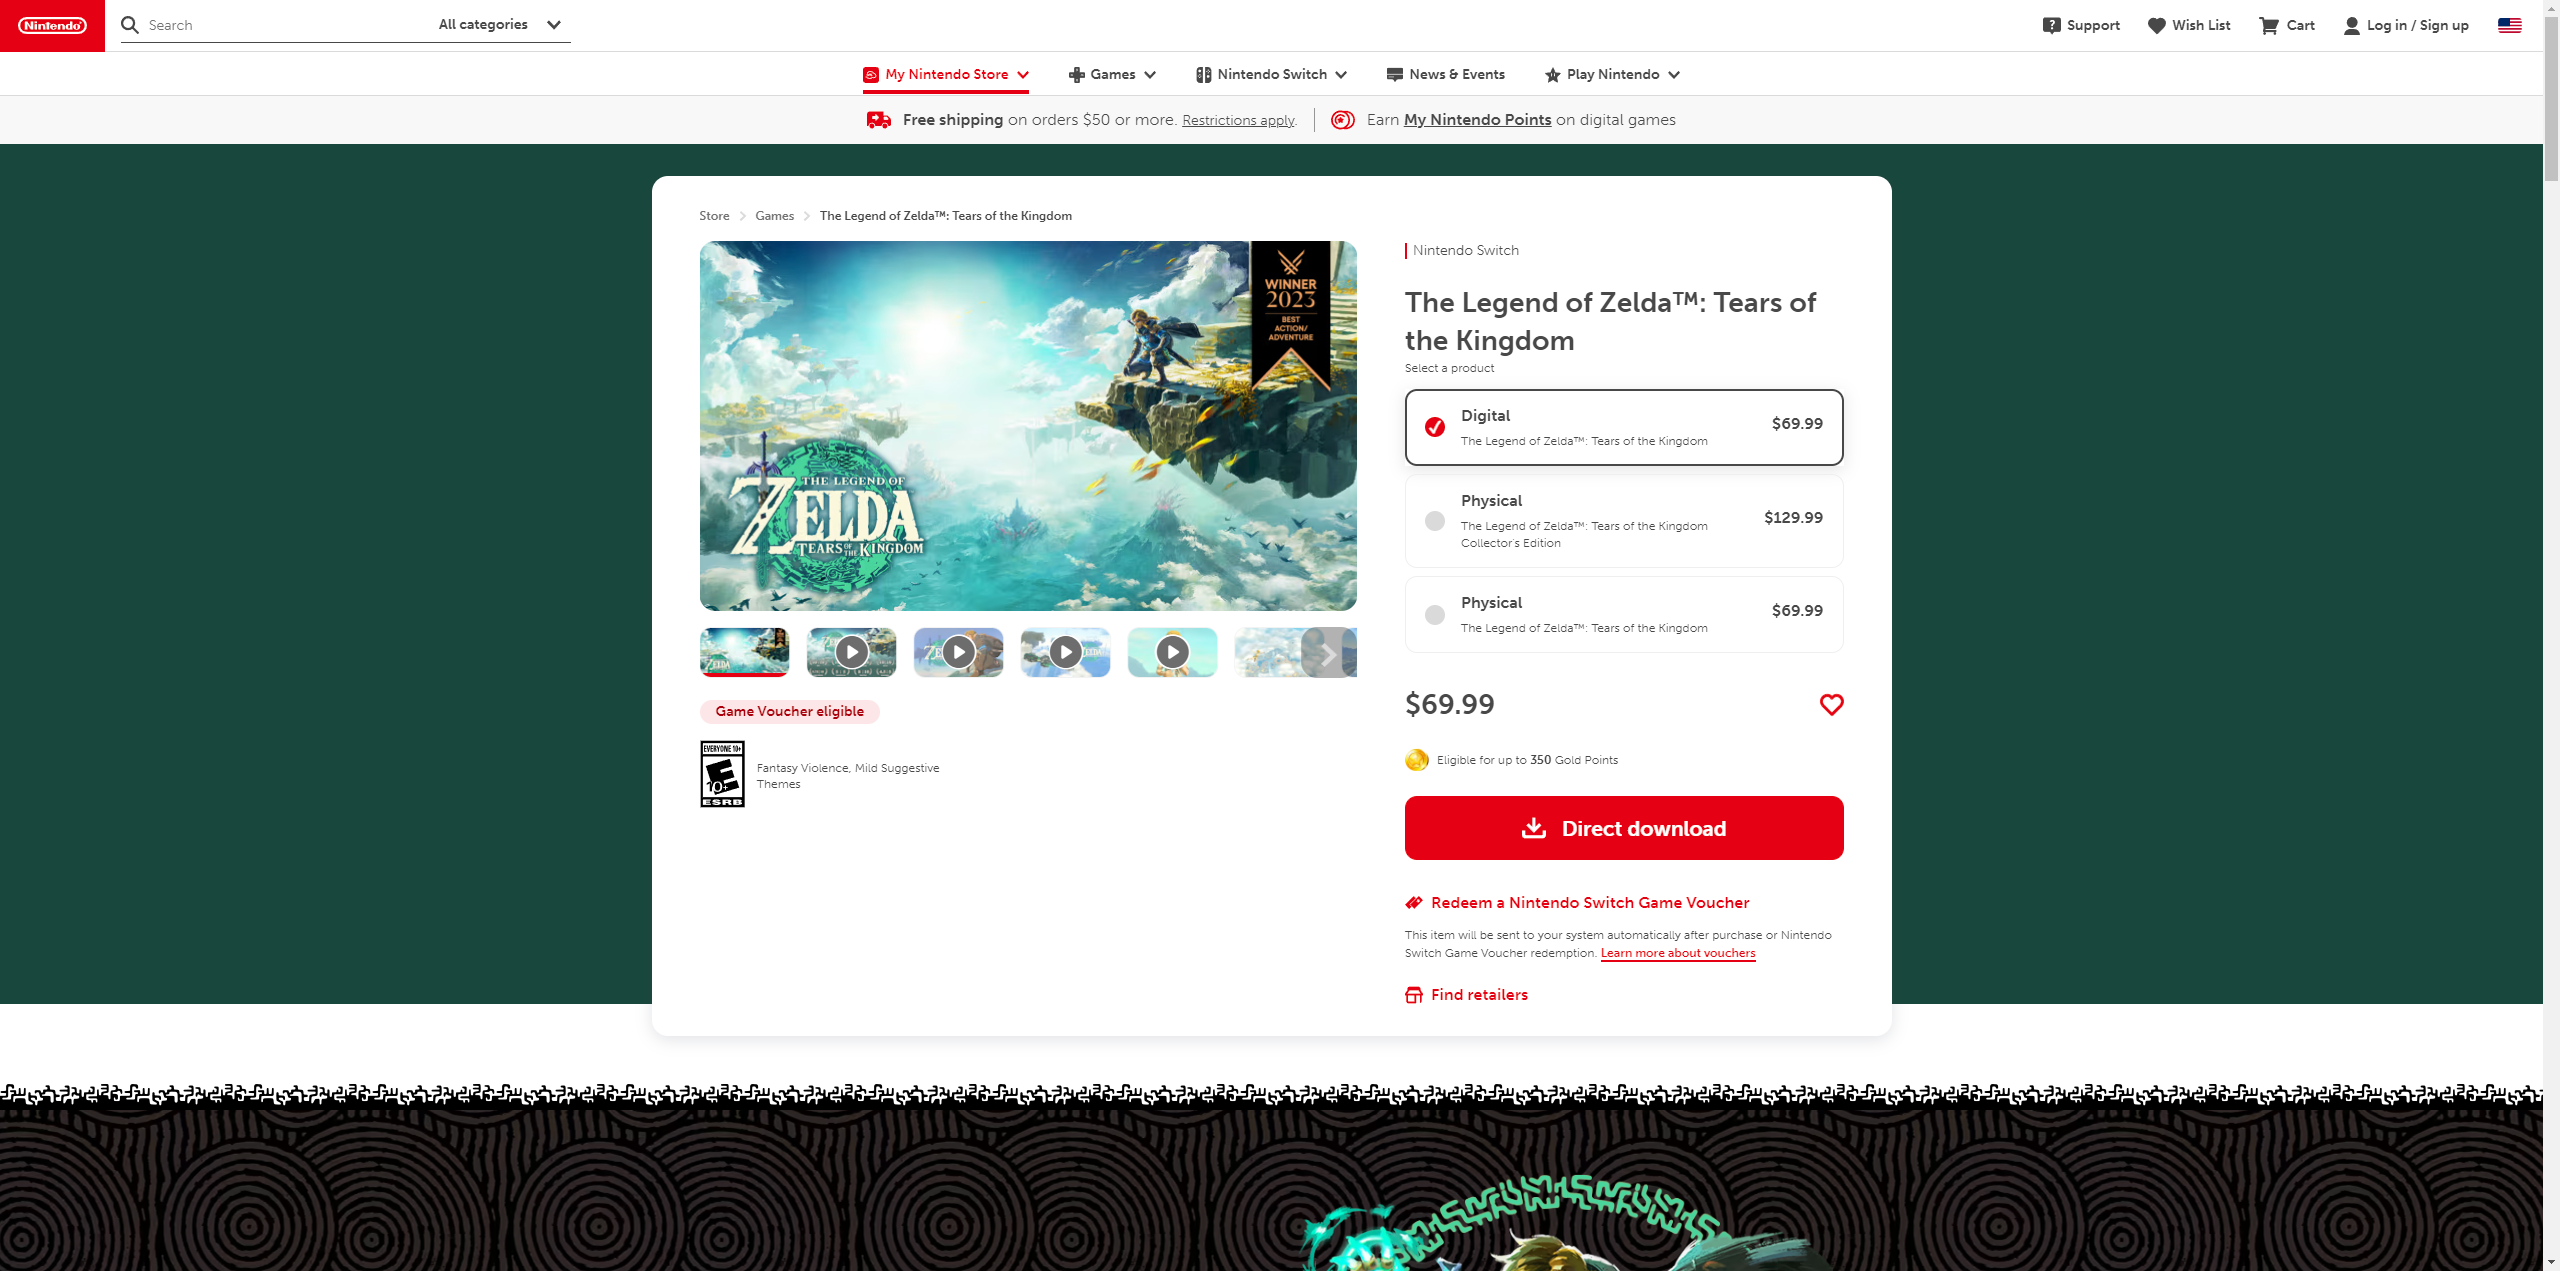 Nintendo
Search
All categories
Support
Wish List
Cart
Log in / Sign up
My Nintendo Store
Games
Nintendo Switch
News & Events
Play Nintendo
Free shipping on orders $50 or more. Restrictions apply.
Earn My Nintendo Points on digital games
Store
Games
The Legend of Zelda™: Tears of the Kingdom
WINNER
2023
BEST
ACTION/
ADVENTURE
THE LEGEND OF
ZELDA
TEARS OF THE KINGDOM
Game Voucher eligible
EVERYONE 10+
E
10+
ESRB
Fantasy Violence, Mild Suggestive
Themes
Nintendo Switch
The Legend of Zelda™: Tears of
the Kingdom
Select a product
Digital
The Legend of Zelda™: Tears of the Kingdom
$69.99
Physical
The Legend of Zelda™: Tears of the Kingdom
Collector's Edition
$129.99
Physical
The Legend of Zelda™: Tears of the Kingdom
$69.99
$69.99
Eligible for up to 350 Gold Points
Direct download
Redeem a Nintendo Switch Game Voucher
This item will be sent to your system automatically after purchase or Nintendo
Switch Game Voucher redemption. Learn more about vouchers
Find retailers